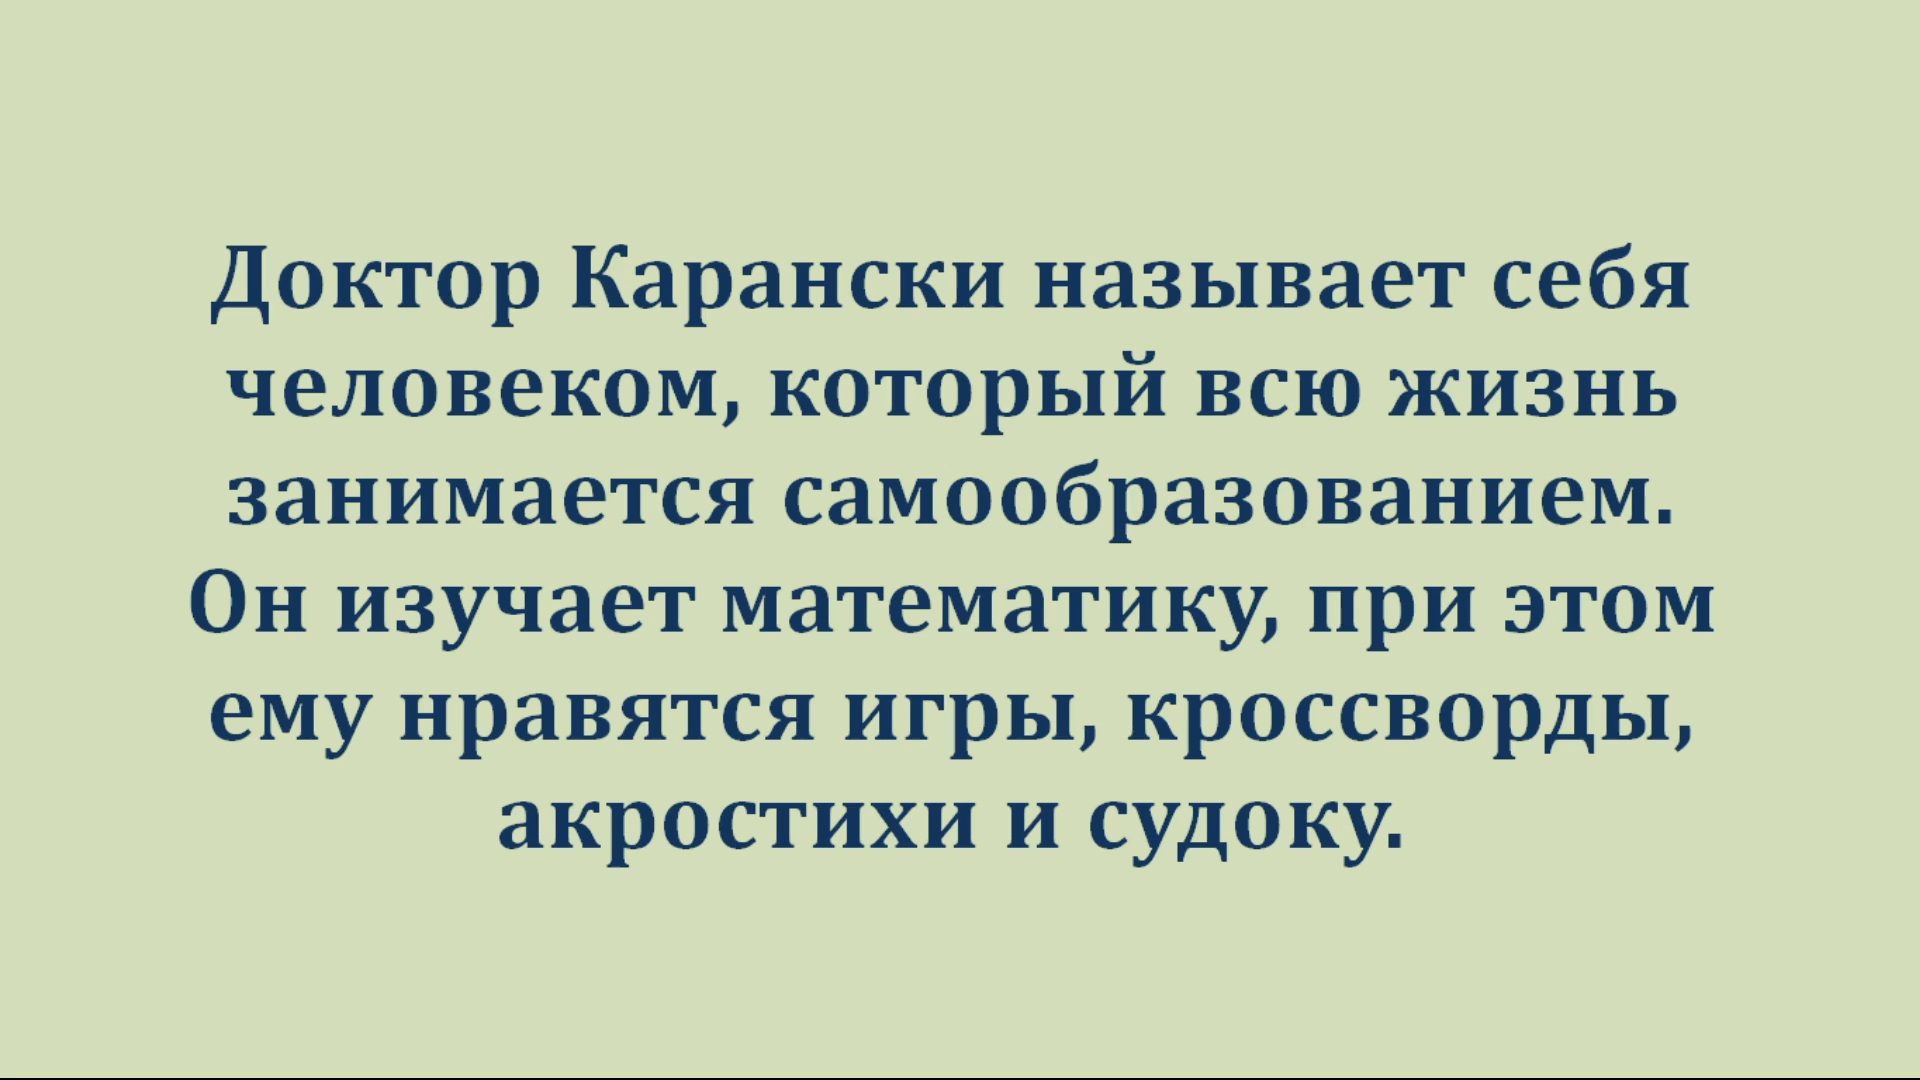 Доктор Карански называет себя
человеком, который всю жизнь
занимается самообразованием.
Он изучает математику, при этом
ему нравятся игры, кроссворды,
акростихи и судоку.